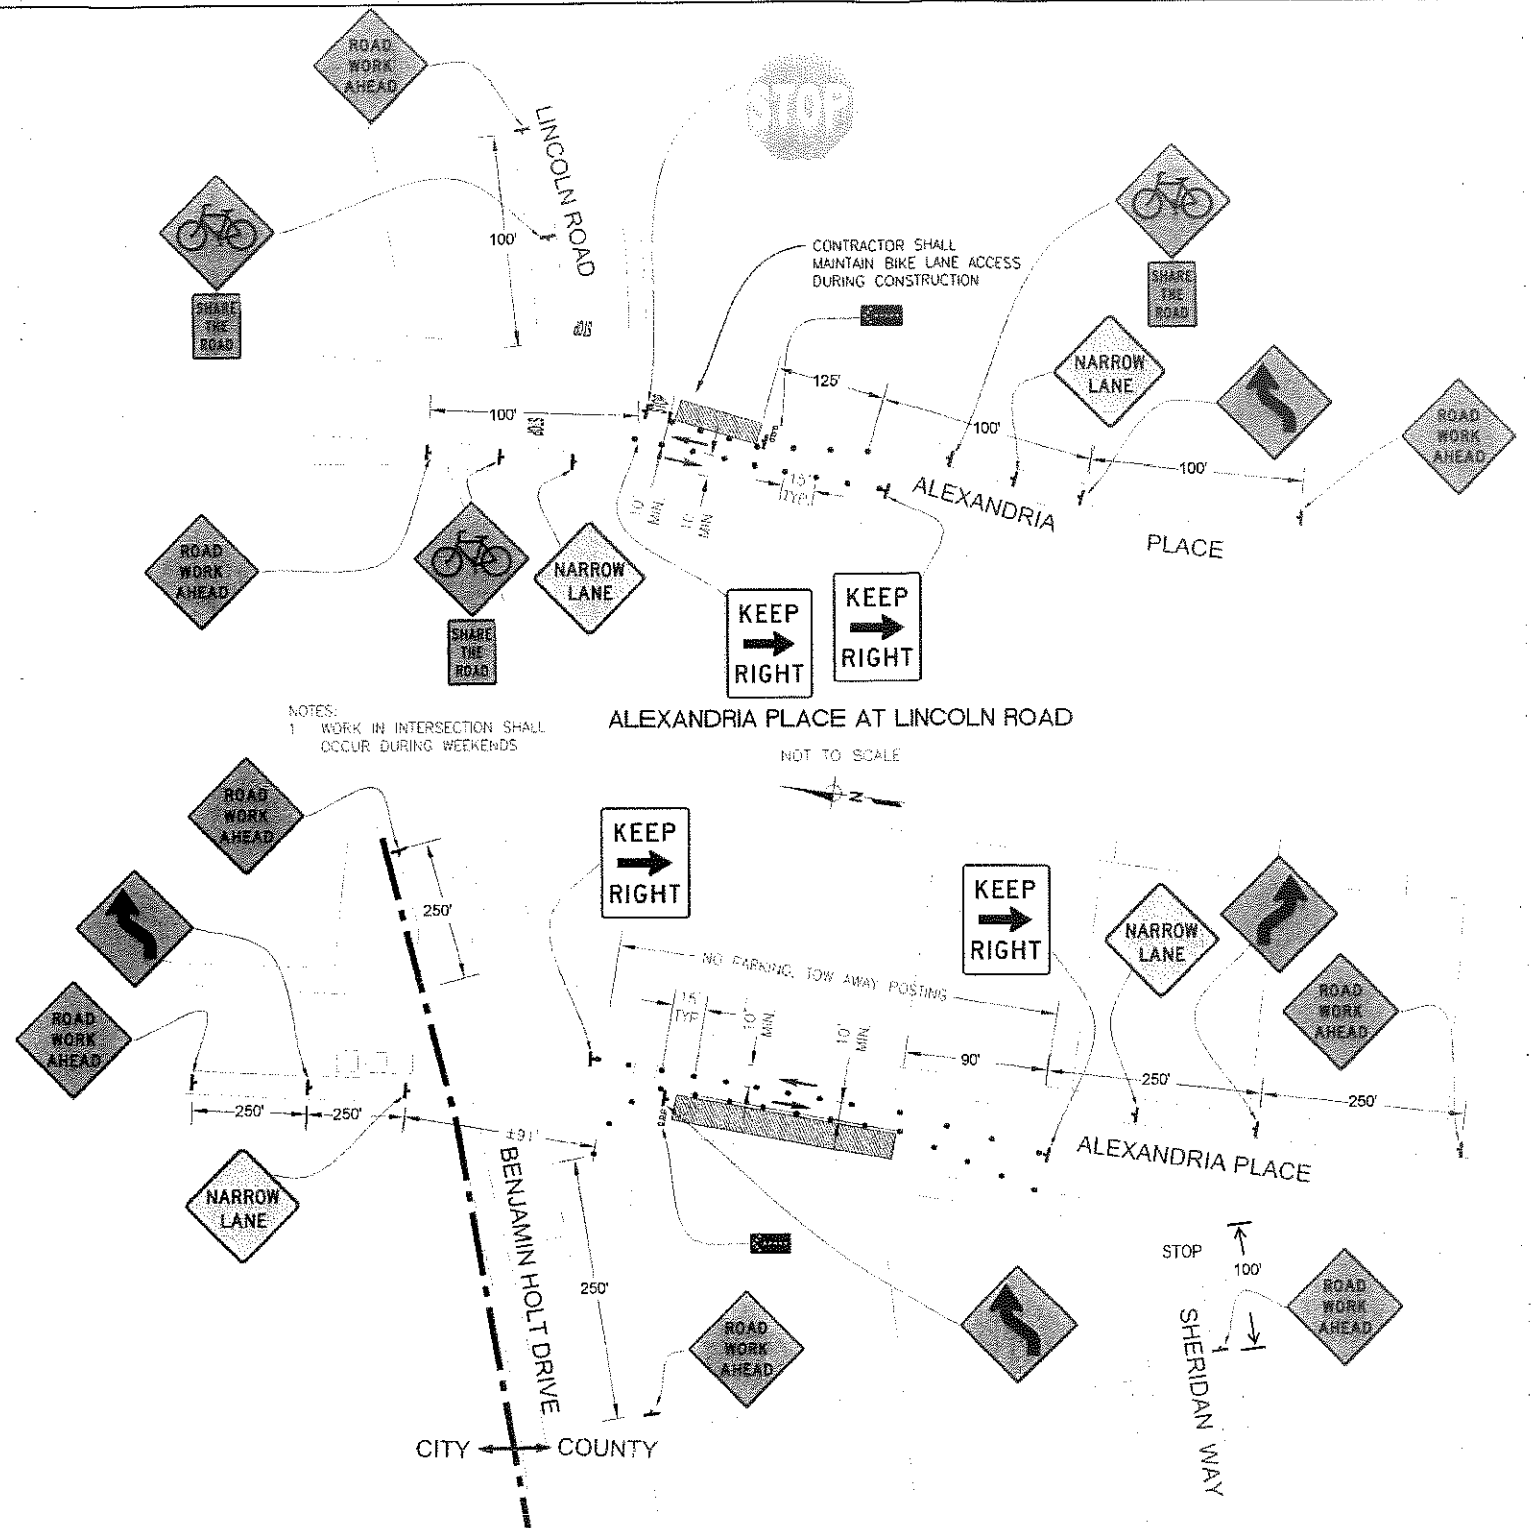 ROAD
WORK
AHEAD
STOP
LINCOLN ROAD
100'
SHARE
THE
ROAD
CONTRACTOR SHALL
MAINTAIN BIKE LANE ACCESS
DURING CONSTRUCTION
SHARE
THE
ROAD
STOP
NARROW
LANE
125'
100'
STOP
100'
100'
ROAD
WORK
AHEAD
15'
TYP.
10'
MIN.
10'
MIN.
ALEXANDRIA
PLACE
ROAD
WORK
AHEAD
NARROW
LANE
SHARE
THE
ROAD
KEEP
RIGHT
KEEP
RIGHT
NOTES:
1 WORK IN INTERSECTION SHALL
OCCUR DURING WEEKENDS
ALEXANDRIA PLACE AT LINCOLN ROAD
NOT TO SCALE
N
ROAD
WORK
AHEAD
KEEP
RIGHT
250'
KEEP
RIGHT
NARROW
LANE
NO PARKING, TOW AWAY POSTING
ROAD
WORK
AHEAD
ROAD
WORK
AHEAD
15'
TYP
10'
MIN.
10'
MIN.
90'
250'
250'
250'
250'
±91'
ALEXANDRIA PLACE
NARROW
LANE
BENJAMIN HOLT DRIVE
250'
STOP
100'
ROAD
WORK
AHEAD
SHERIDAN WAY
ROAD
WORK
AHEAD
CITY
COUNTY